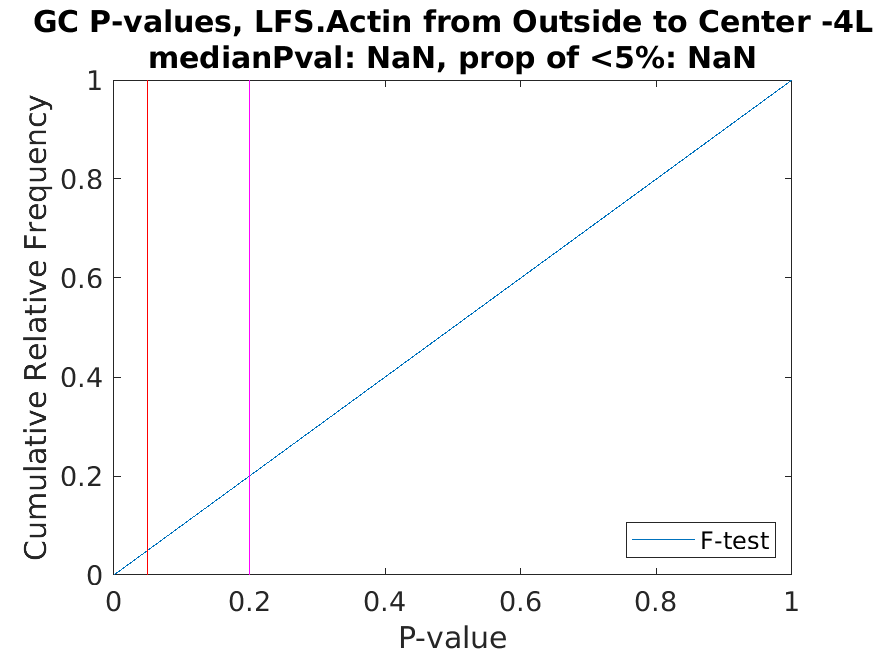 GC P-values, LFS.Actin from Outside to Center -4L
medianPval: NaN, prop of <5%: NaN
Cumulative Relative Frequency
1
0.8
0.6
0.4
0.2
0
F-test
0
0.2
0.4
0.6
0.8
1
P-value